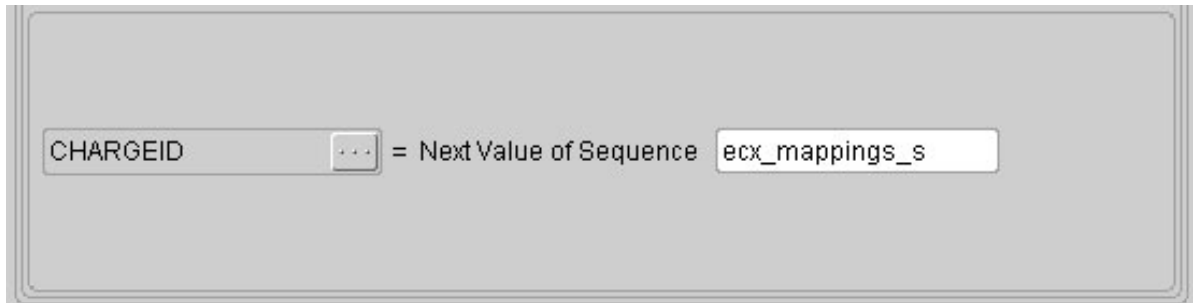 CHARGEID ... = Next Value of Sequence ecx_mappings_s